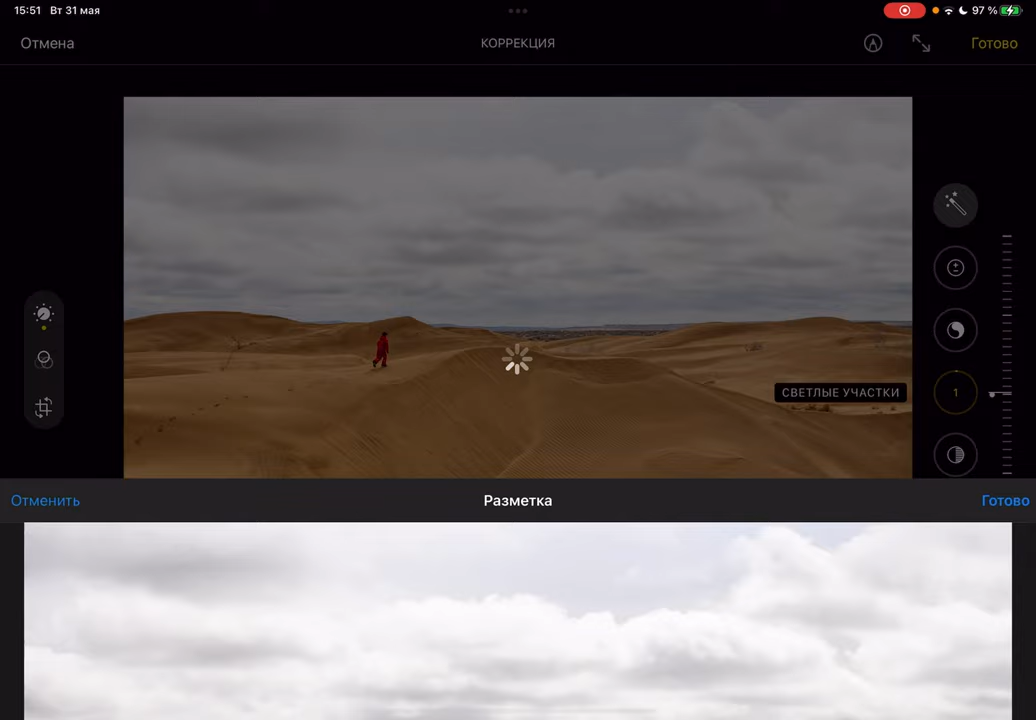 15:51 Вт 31 мая
97 %
Отмена
КОРРЕКЦИЯ
Готово
1
СВЕТЛЫЕ УЧАСТКИ
Отменить
Разметка
Готово